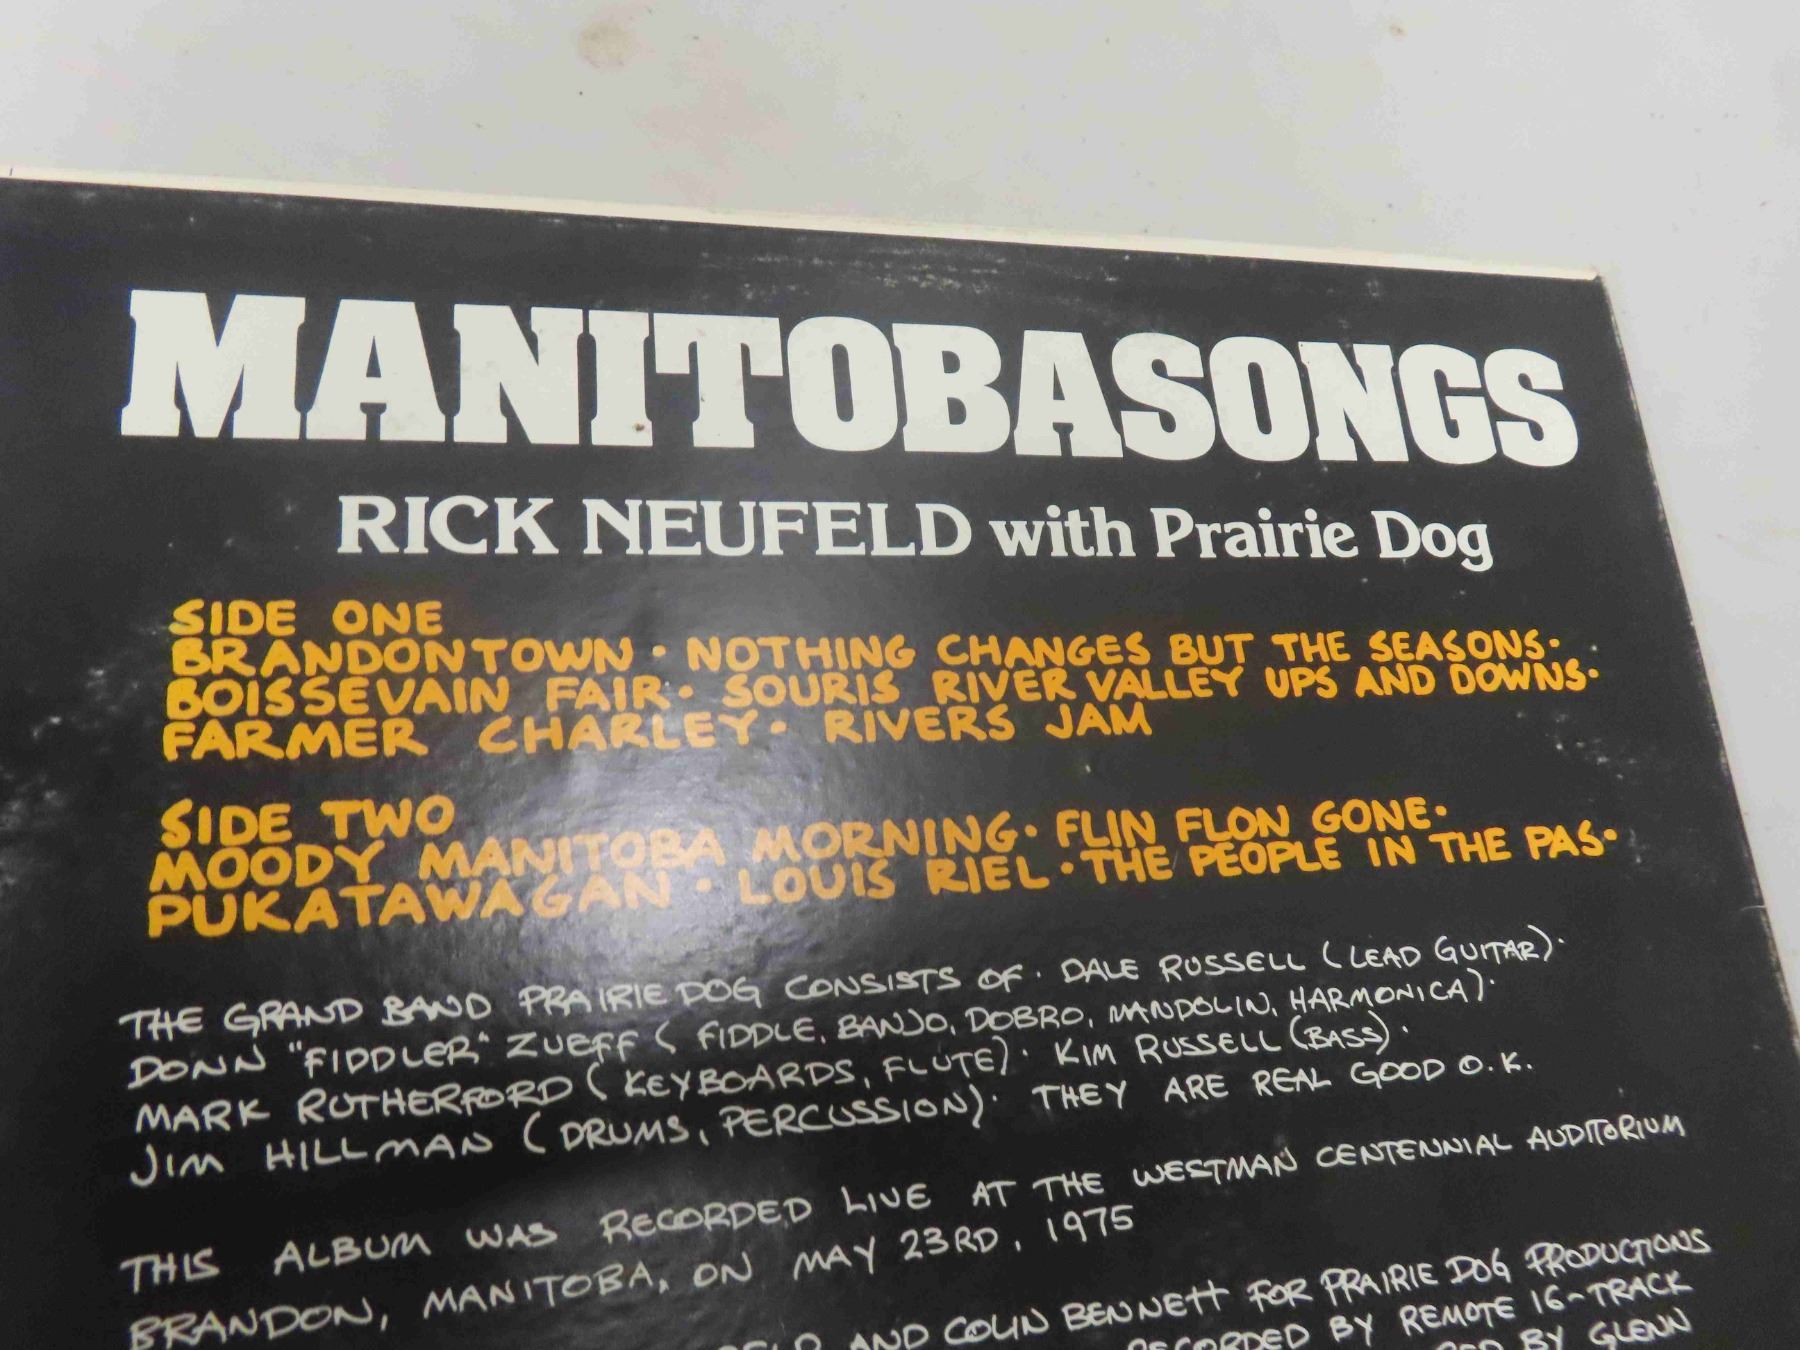 MANITOBASONGS
RICK NEUFELD with Prairie Dog
SIDE ONE
BRANDONTOWN · NOTHING CHANGES BUT THE SEASONS ·
BOISSEVAIN FAIR · SOURIS RIVER VALLEY UPS AND DOWNS ·
FARMER CHARLEY · RIVERS JAM
SIDE TWO
MOODY MANITOBA MORNING · FLIN FLON GONE ·
PUKATAWAGAN · LOUIS RIEL · THE PEOPLE IN THE PAS ·
THE GRAND BAND PRAIRIE DOG CONSISTS OF · DALE RUSSELL (LEAD GUITAR) ·
DONN "FIDDLER" ZUEFF ( FIDDLE, BANJO, DOBRO, MANDOLIN, HARMONICA) ·
MARK RUTHERFORD ( KEYBOARDS, FLUTE) · KIM RUSSELL (BASS) ·
JIM HILLMAN ( DRUMS, PERCUSSION) · THEY ARE REAL GOOD O.K.
THIS ALBUM WAS RECORDED LIVE AT THE WESTMAN CENTENNIAL AUDITORIUM
BRANDON, MANITOBA, ON MAY 23RD, 1975
AND COLIN BENNETT FOR PRAIRIE DOG PRODUCTIONS
RECORDED BY REMOTE 16-TRACK
BY GLENN